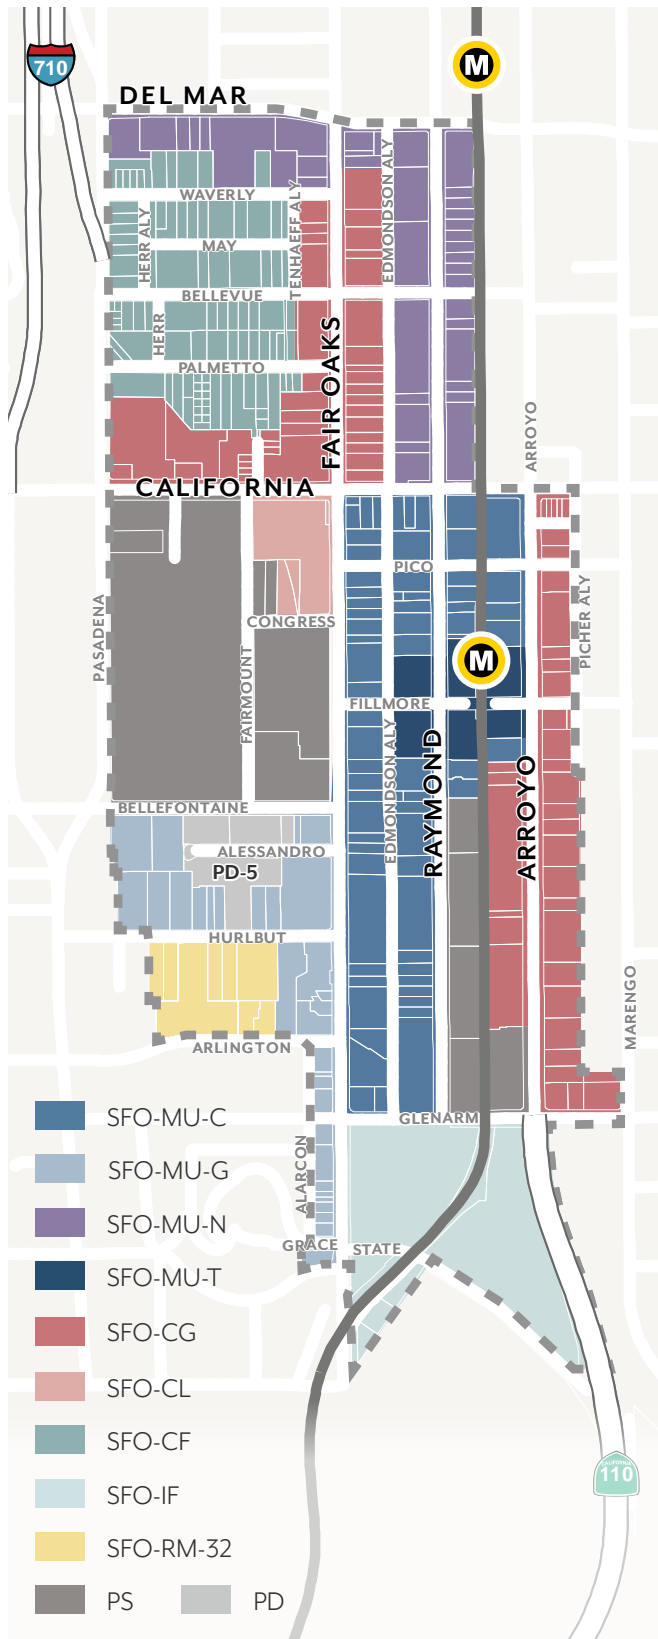 710
M
DEL MAR
WAVERLY
HERR ALY
MAY
TENHAEFF ALY
EDMONDSON ALY
BELLEVUE
HERR
PALMETTO
FAIR OAKS
ARROYO
CALIFORNIA
PICO
PASADENA
CONGRESS
PICHER ALY
M
FAIRMOUNT
FILLMORE
EDMONDSON ALY
RAYMOND
ARROYO
BELLEFONTAINE
ALESSANDRO
PD-5
HURLBUT
MARENGO
ARLINGTON
GLENARM
ALARCON
GRACE
STATE
SFO-MU-C
SFO-MU-G
SFO-MU-N
SFO-MU-T
SFO-CG
SFO-CL
SFO-CF
SFO-IF
SFO-RM-32
PS
PD
CALIFORNIA
110